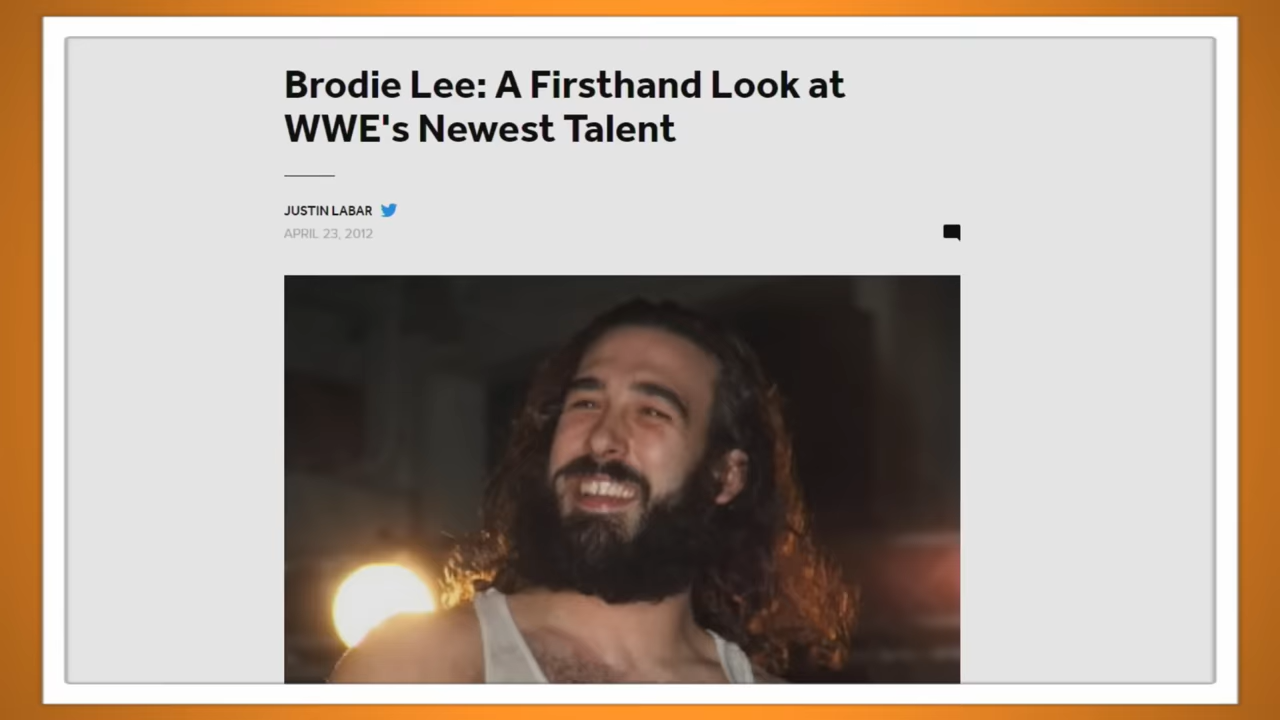 Brodie Lee: A Firsthand Look at
WWE's Newest Talent
JUSTIN LABAR
APRIL 23, 2012